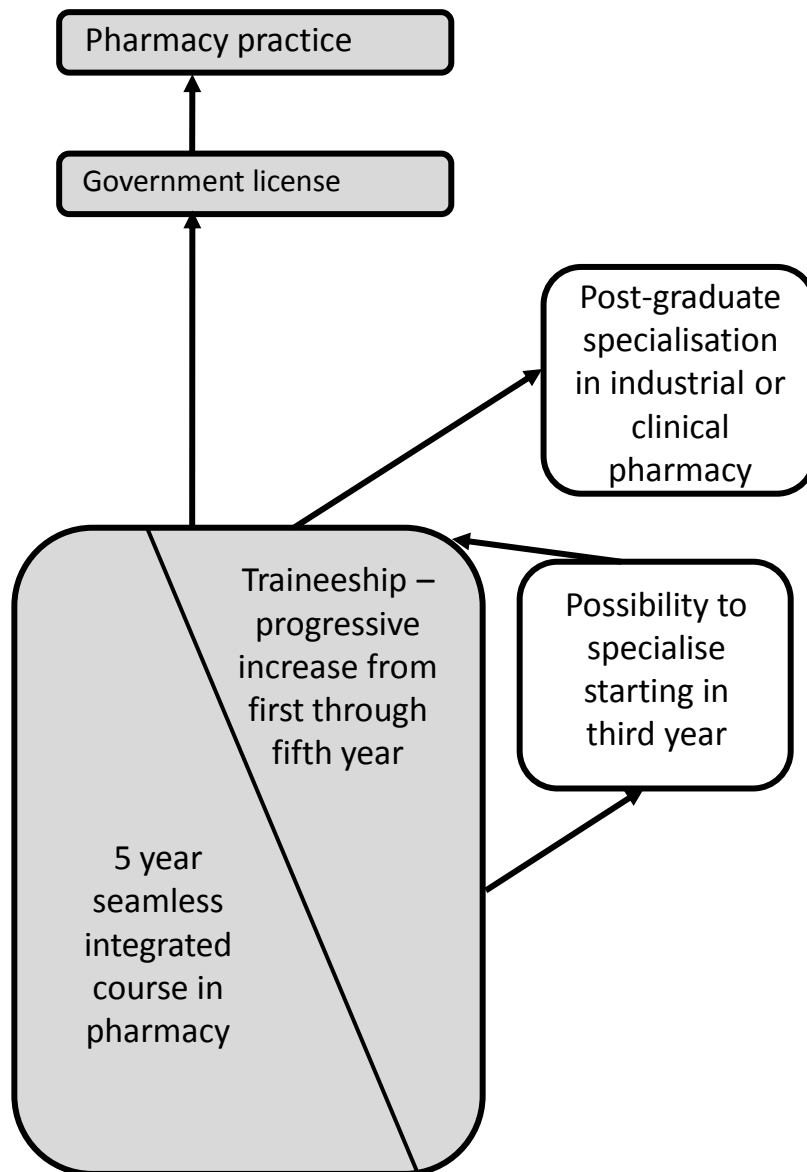 Pharmacy practice
Government license
Post-graduate
specialisation
in industrial or
clinical
pharmacy
Traineeship –
progressive
increase from
first through
fifth year
Possibility to
specialise
starting in
third year
5 year
seamless
integrated
course in
pharmacy